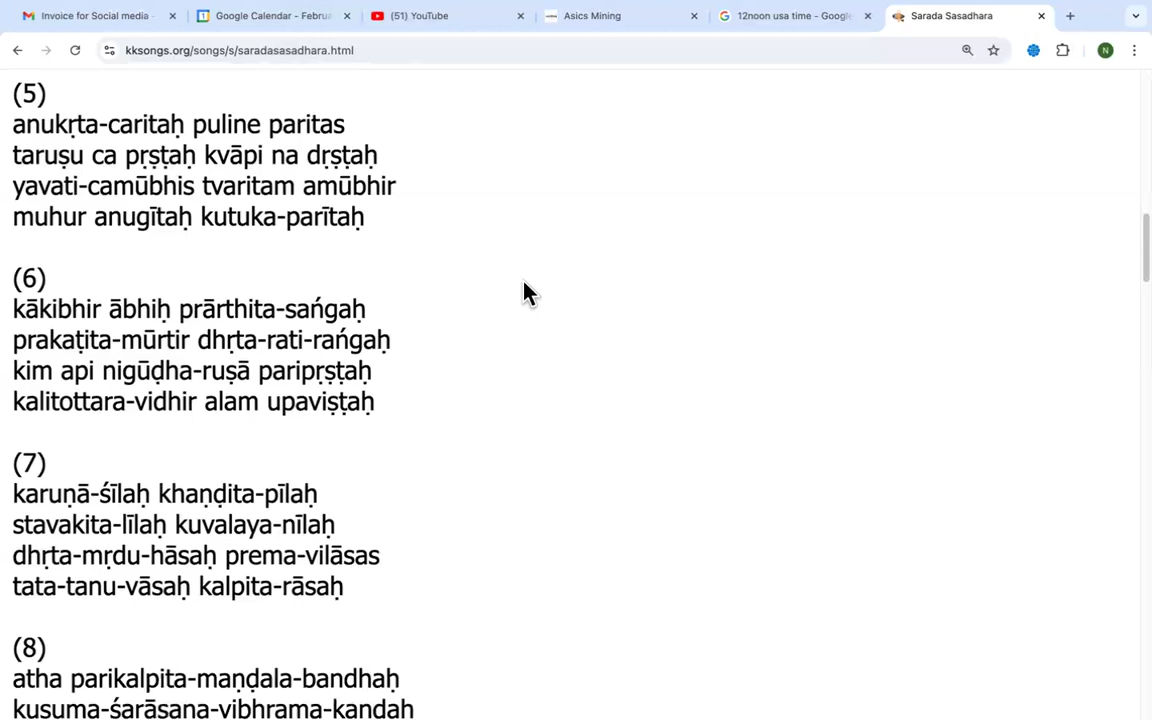 Invoice for Social media -
Google Calendar - Februa
(51) YouTube
Asics Mining
12noon usa time - Google
Sarada Sasadhara
kksongs.org/songs/s/saradasasadhara.html
N
(5)
anukṛta-caritaḥ puline paritas
taruṣu ca pṛṣṭaḥ kvāpi na dṛṣṭaḥ
yavati-camūbhis tvaritam amūbhir
muhur anugītaḥ kutuka-parītaḥ
(6)
kākibhir ābhiḥ prārthita-sańgaḥ
prakaṭita-mūrtir dhṛta-rati-rańgaḥ
kim api nigūḍha-ruṣā paripṛṣṭaḥ
kalitottara-vidhir alam upaviṣṭaḥ
(7)
karuṇā-śīlaḥ khaṇḍita-pīlaḥ
stavakita-līlaḥ kuvalaya-nīlaḥ
dhṛta-mṛdu-hāsaḥ prema-vilāsas
tata-tanu-vāsaḥ kalpita-rāsaḥ
(8)
atha parikalpita-maṇḍala-bandhaḥ
kusuma-śarāsana-vibhrama-kandaḥ